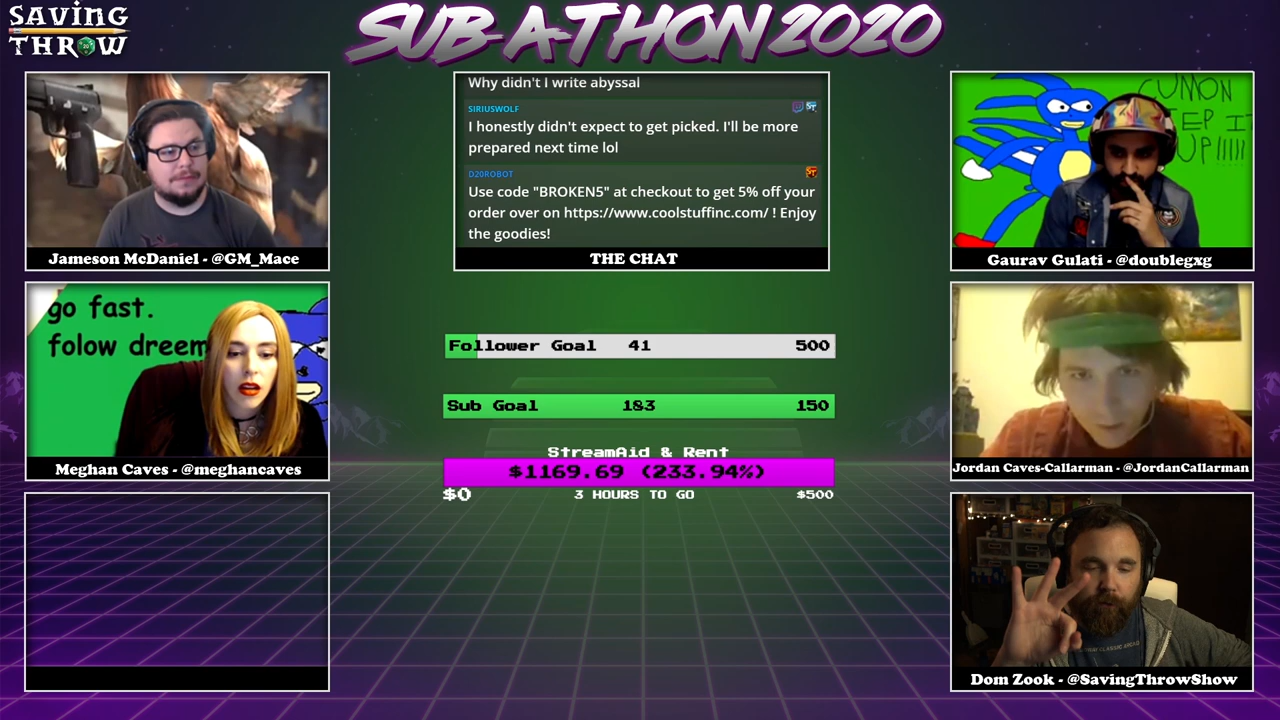 SAVING
THROW
SUB-A-THON 2020
Why didn't I write abyssal
SIRIUSWOLF
I honestly didn't expect to get picked. I'll be more
prepared next time lol
D20ROBOT
Use code "BROKEN5" at checkout to get 5% off your
order over on https://www.coolstuffinc.com/ ! Enjoy
the goodies!
THE CHAT
Jameson McDaniel - @GM_Mace
CUMON
STEP IT
UP!!!!!
Gaurav Gulati - @doublegxg
go fast.
folow dreem
Meghan Caves - @meghancaves
Follower Goal 41 500
Sub Goal 183 150
StreamAid & Rent
$1169.69 (233.94%)
$0 3 HOURS TO GO $500
Jordan Caves-Callarman - @JordanCallarman
Dom Zook - @SavingThrowShow